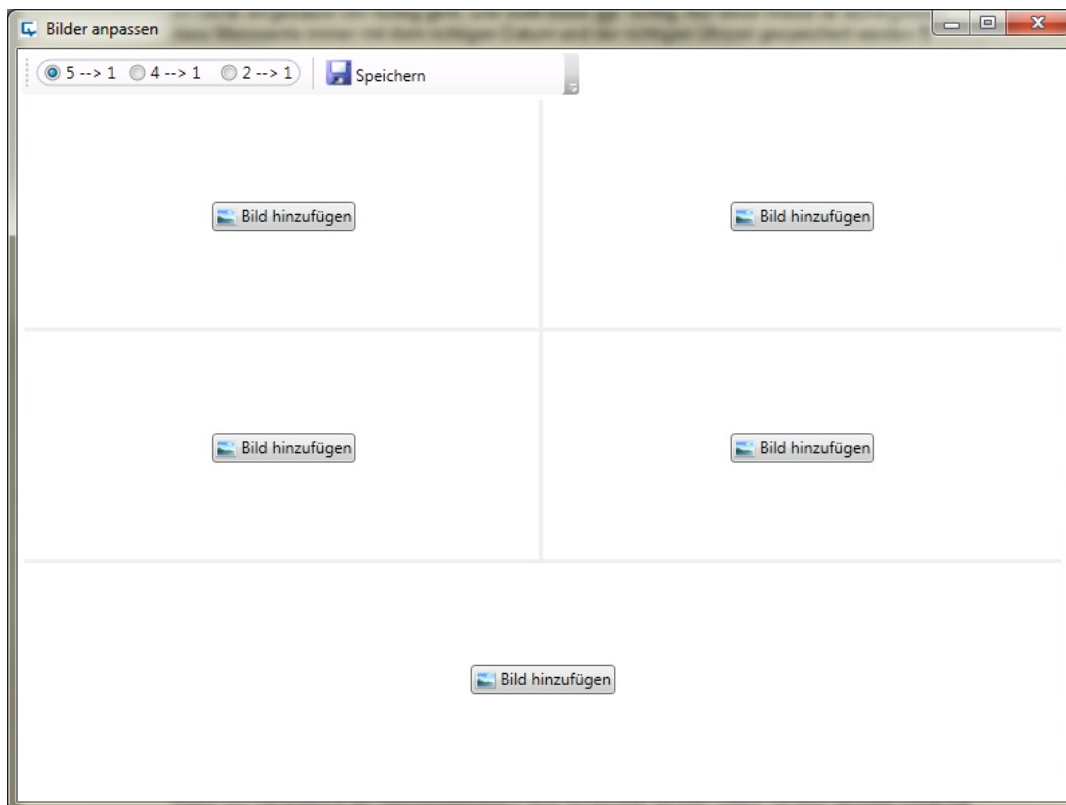 Bilder anpassen
5 --> 1 4 --> 1 2 --> 1 Speichern
Bild hinzufügen Bild hinzufügen
Bild hinzufügen Bild hinzufügen
Bild hinzufügen